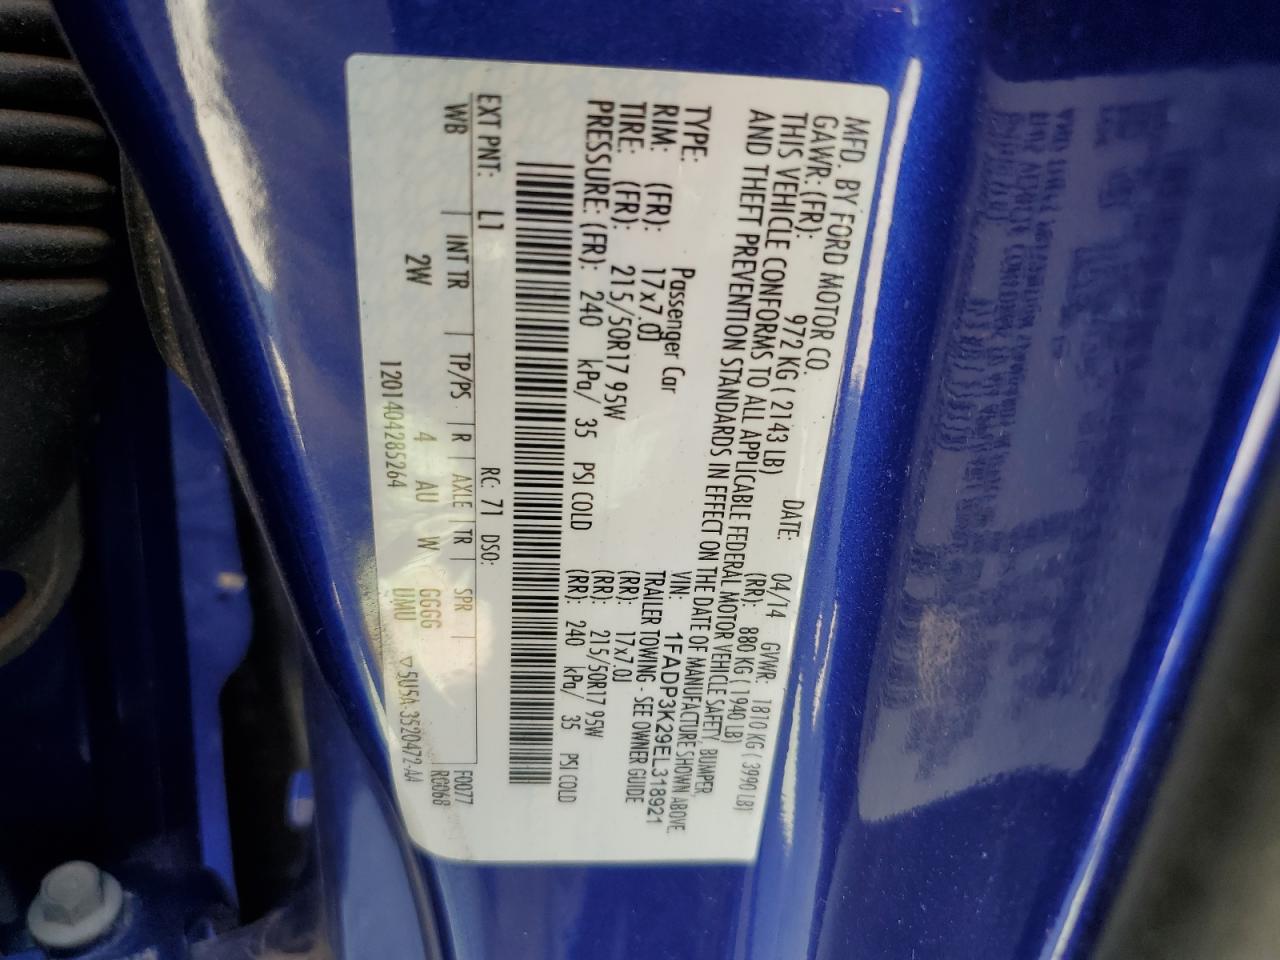 MFD. BY FORD MOTOR CO.
DATE: 04/14 GVWR: 1810 KG ( 3990 LB)
GAWR: (FR): 972 KG ( 2143 LB) (RR): 880 KG ( 1940 LB)
THIS VEHICLE CONFORMS TO ALL APPLICABLE FEDERAL MOTOR VEHICLE SAFETY, BUMPER,
AND THEFT PREVENTION STANDARDS IN EFFECT ON THE DATE OF MANUFACTURE SHOWN ABOVE.
VIN: 1FADP3K29EL318921
TYPE: Passenger Car TRAILER TOWING - SEE OWNER GUIDE
RIM: (FR): 17x7.0J (RR): 17x7.0J
TIRE: (FR): 215/50R17 95W (RR): 215/50R17 95W
PRESSURE: (FR): 240 kPa/ 35 PSI COLD (RR): 240 kPa/ 35 PSI COLD
EXT PNT: L1 RC: 71 DSO: F0077
WB INT TR TP/PS R AXLE TR SPR R0068
2W 4 AU W GGGG
UMU ▽5U5A-3520472-AA
1201404285264